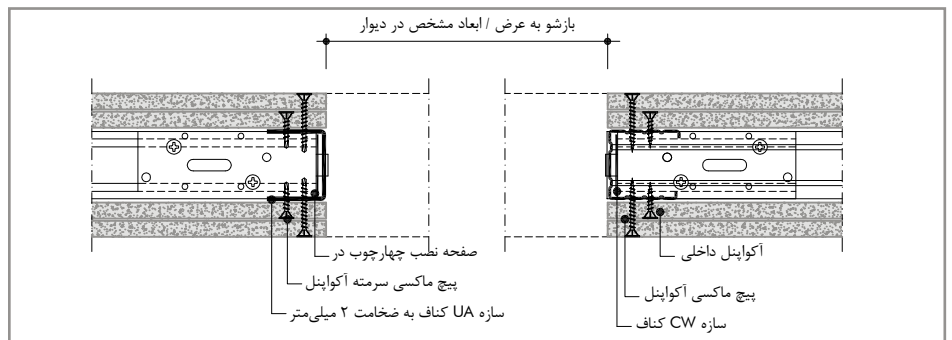 بازشو به عرض / ابعاد مشخص در دیوار
آکواپنل داخلی
پیچ ماکسی آکواپنل
سازه CW کناف
صفحه نصب چهارچوب در
پیچ ماکسی سرمته آکواپنل
سازه UA کناف به ضخامت ۲ میلی‌متر